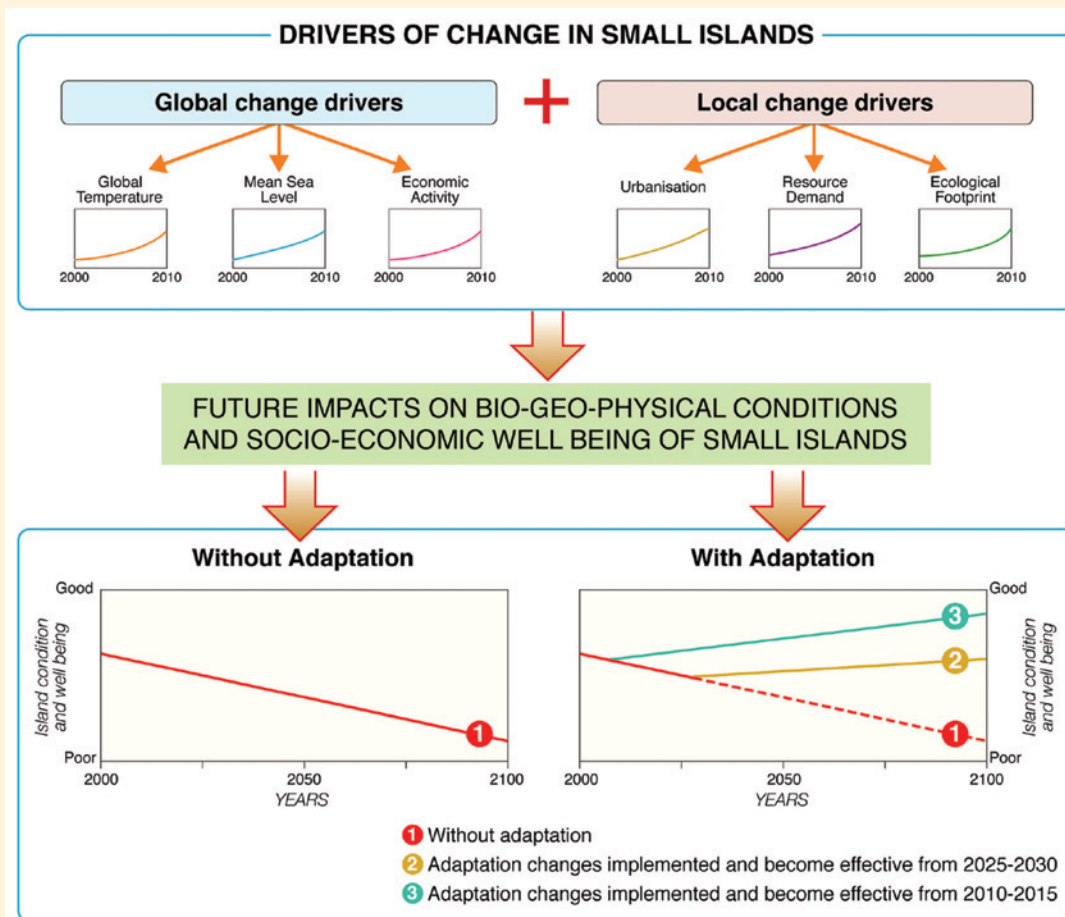 DRIVERS OF CHANGE IN SMALL ISLANDS
Global change drivers
+
Local change drivers
Global
Temperature
2000 2010
Mean Sea
Level
2000 2010
Economic
Activity
2000 2010
Urbanisation
2000 2010
Resource
Demand
2000 2010
Ecological
Footprint
2000 2010
FUTURE IMPACTS ON BIO-GEO-PHYSICAL CONDITIONS
AND SOCIO-ECONOMIC WELL BEING OF SMALL ISLANDS
Without Adaptation
Good
Island condition
and well being
Poor
1
2000 2050 2100
YEARS
With Adaptation
Good
Island condition
and well being
Poor
3
2
1
2000 2050 2100
YEARS
1 Without adaptation
2 Adaptation changes implemented and become effective from 2025-2030
3 Adaptation changes implemented and become effective from 2010-2015